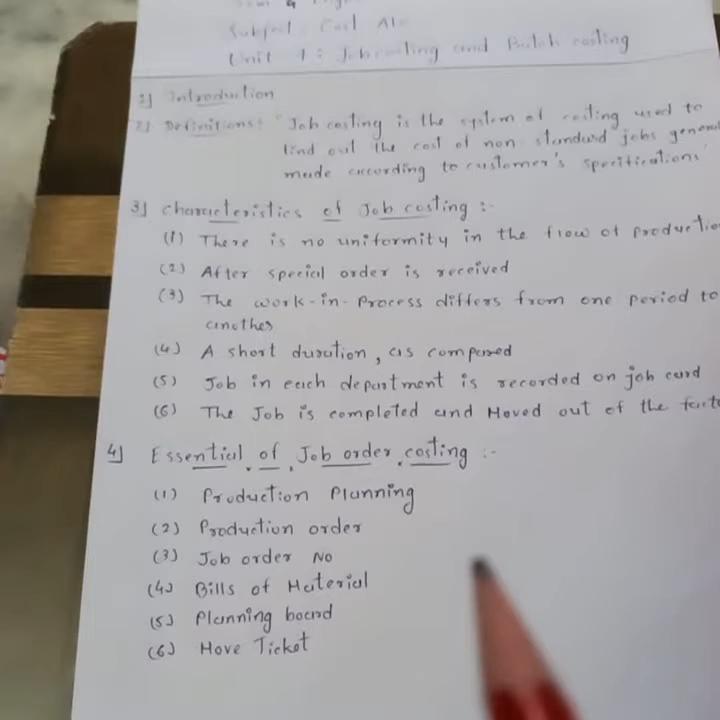 Subject: Cost A/c
Unit 1: Job costing and Batch costing
1] Introduction
2] Definitions: "Job costing is the system of costing used to
find out the cost of non standard jobs
made according to customer's specifications"
3] Characteristics of Job costing :-
(1) There is no uniformity in the flow of
(2) After special order is received
(3) The work-in-Process differs from one period to
another
(4) A short duration, as compared
(5) Job in each department is recorded on job card
(6) The Job is completed and Moved out of the
4] Essential of Job order costing :-
(1) Production Planning
(2) Production order
(3) Job order No
(4) Bills of Material
(5) Planning board
(6) Move Ticket